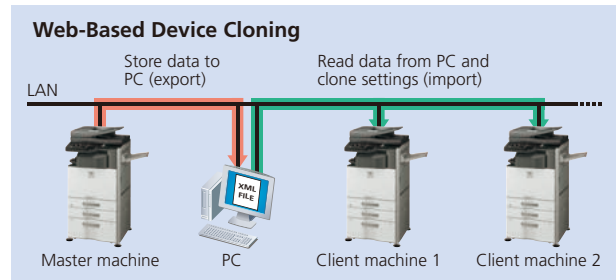 Web-Based Device Cloning
Store data to
PC (export)
Read data from PC and
clone settings (import)
LAN
XML
FILE
Master machine
PC
Client machine 1
Client machine 2